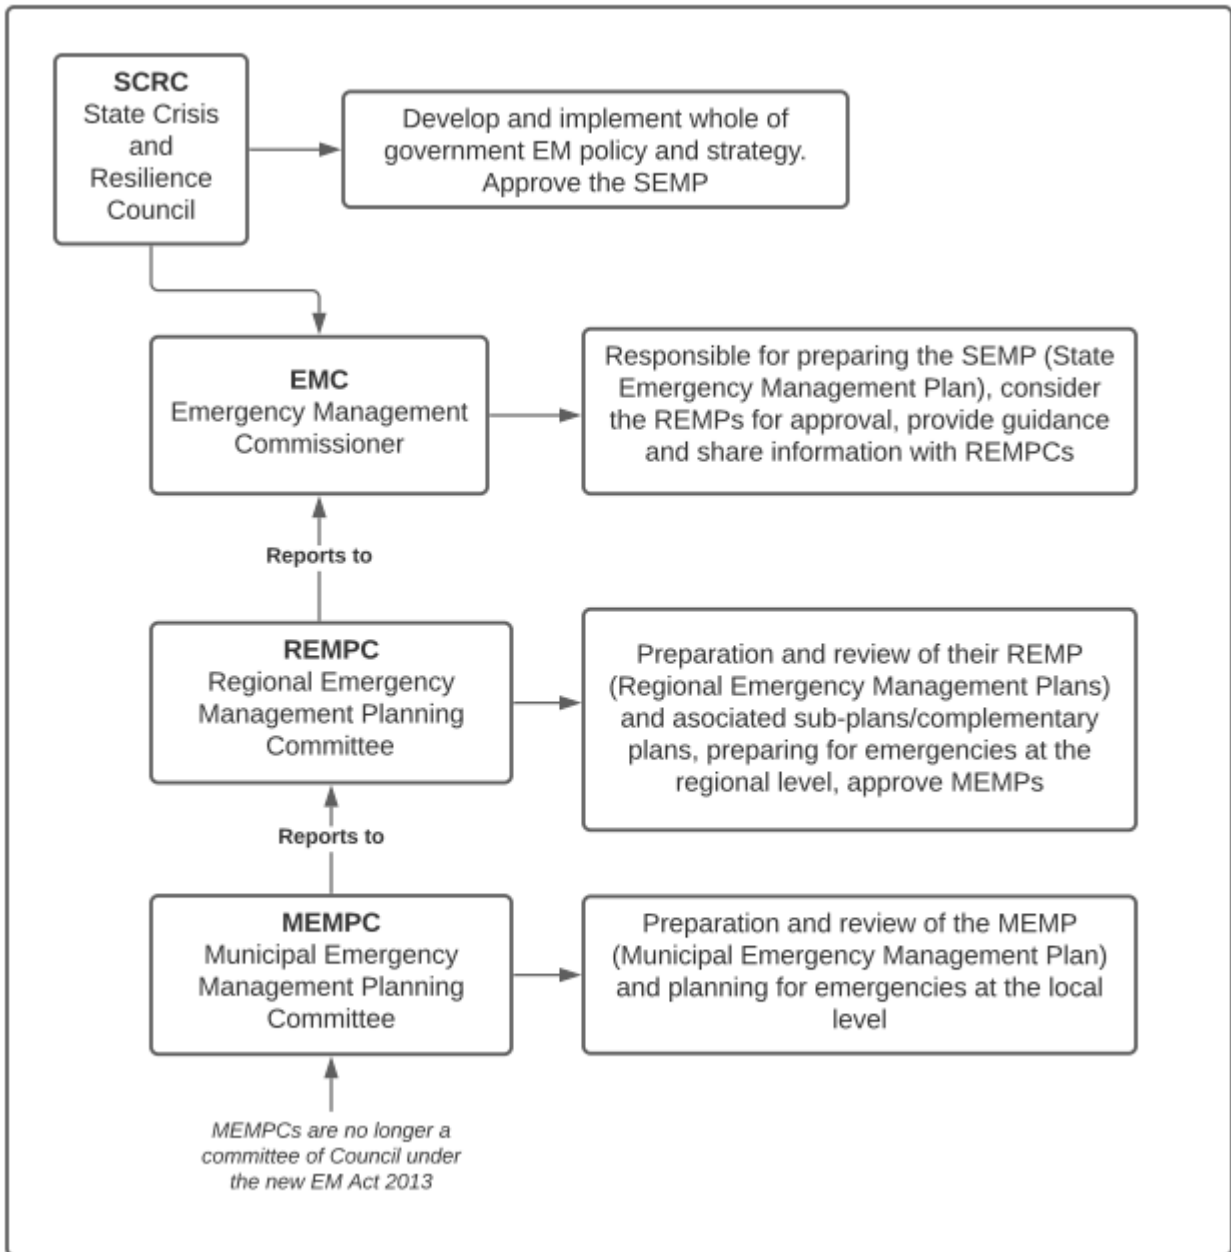 SCRC
State Crisis
and
Resilience
Council
Develop and implement whole of
government EM policy and strategy.
Approve the SEMP
EMC
Emergency Management
Commissioner
Responsible for preparing the SEMP (State
Emergency Management Plan), consider
the REMPs for approval, provide guidance
and share information with REMPCs
Reports to
REMPC
Regional Emergency
Management Planning
Committee
Preparation and review of their REMP
(Regional Emergency Management Plans)
and asociated sub-plans/complementary
plans, preparing for emergencies at the
regional level, approve MEMPs
Reports to
MEMPC
Municipal Emergency
Management Planning
Committee
Preparation and review of the MEMP
(Municipal Emergency Management Plan)
and planning for emergencies at the local
level
MEMPCs are no longer a
committee of Council under
the new EM Act 2013